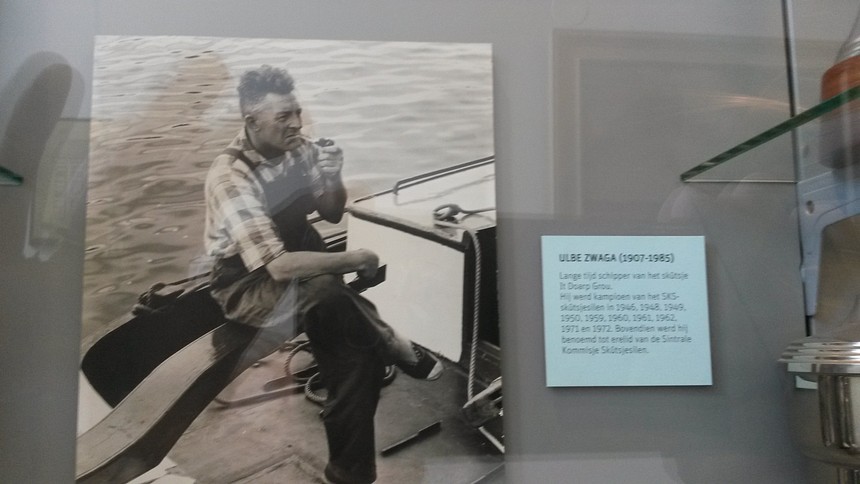 ULBE ZWAGA (1907-1985)
Lange tijd schipper van het skûtsje
It Doarp Grou.
Hij werd kampioen van het SKS-
skûtsjesilen in 1946, 1948, 1949,
1950, 1959, 1960, 1961, 1962,
1971 en 1972. Bovendien werd hij
benoemd tot erelid van de Sintrale
Kommisje Skûtsjesilen.